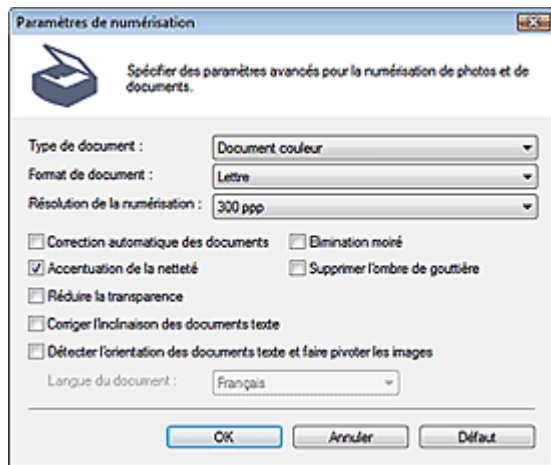 Paramètres de numérisation
Spécifier des paramètres avancés pour la numérisation de photos et de
documents.
Type de document : Document couleur
Format de document : Lettre
Résolution de la numérisation : 300 ppp
Correction automatique des documents Elimination moiré
Accentuation de la netteté Supprimer l'ombre de gouttière
Réduire la transparence
Corriger l'inclinaison des documents texte
Détecter l'orientation des documents texte et faire pivoter les images
Langue du document : Français
OK Annuler Défaut